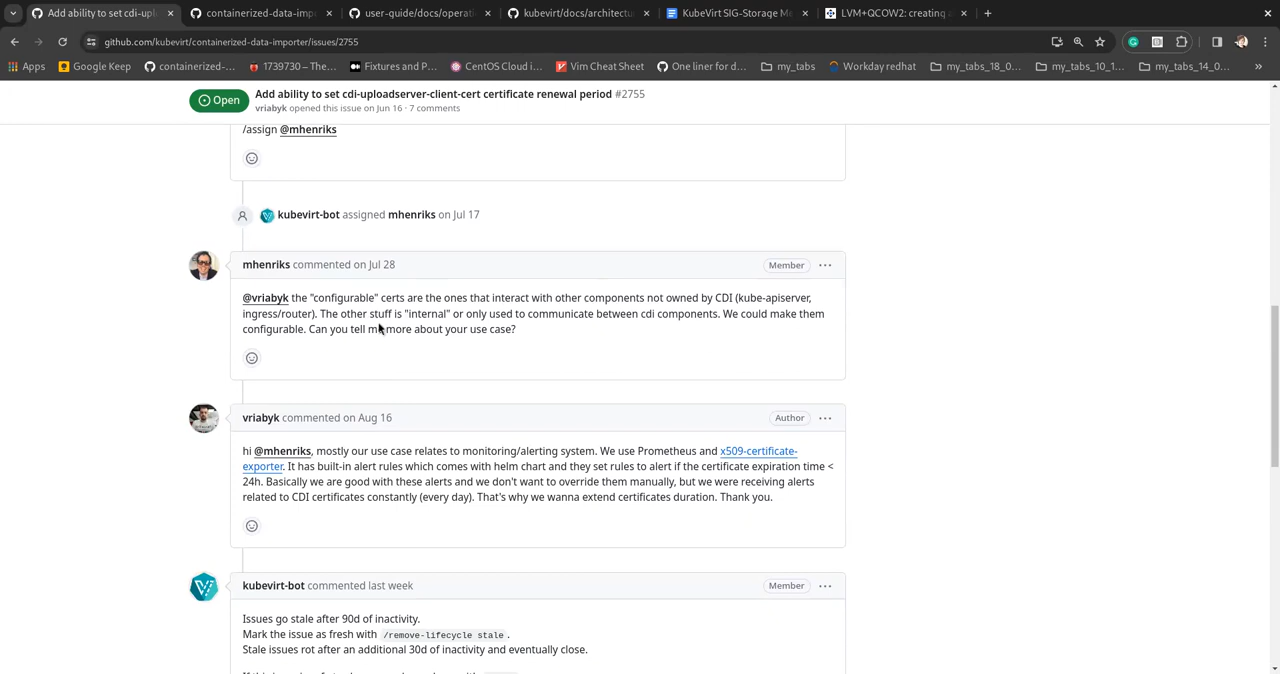 Add ability to set cdi-upl
containerized-data-imp
user-guide/docs/operati
kubevirt/docs/architectu
KubeVirt SIG-Storage Me
LVM+QCOW2: creating
github.com/kubevirt/containerized-data-importer/issues/2755
Apps
Google Keep
containerized-...
1739730 – The...
Fixtures and P...
CentOS Cloud i...
Vim Cheat Sheet
One liner for d...
my_tabs
Workday redhat
my_tabs_18_0...
my_tabs_10_1...
my_tabs_14_0...
Open
Add ability to set cdi-uploadserver-client-cert certificate renewal period #2755
vriabyk opened this issue on Jun 16 · 7 comments
/assign @mhenriks
kubevirt-bot assigned mhenriks on Jul 17
mhenriks commented on Jul 28
Member
@vriabyk the "configurable" certs are the ones that interact with other components not owned by CDI (kube-apiserver,
ingress/router). The other stuff is "internal" or only used to communicate between cdi components. We could make them
configurable. Can you tell me more about your use case?
vriabyk commented on Aug 16
Author
hi @mhenriks, mostly our use case relates to monitoring/alerting system. We use Prometheus and x509-certificate-
exporter. It has built-in alert rules which comes with helm chart and they set rules to alert if the certificate expiration time <
24h. Basically we are good with these alerts and we don't want to override them manually, but we were receiving alerts
related to CDI certificates constantly (every day). That's why we wanna extend certificates duration. Thank you.
kubevirt-bot commented last week
Member
Issues go stale after 90d of inactivity.
Mark the issue as fresh with /remove-lifecycle stale.
Stale issues rot after an additional 30d of inactivity and eventually close.